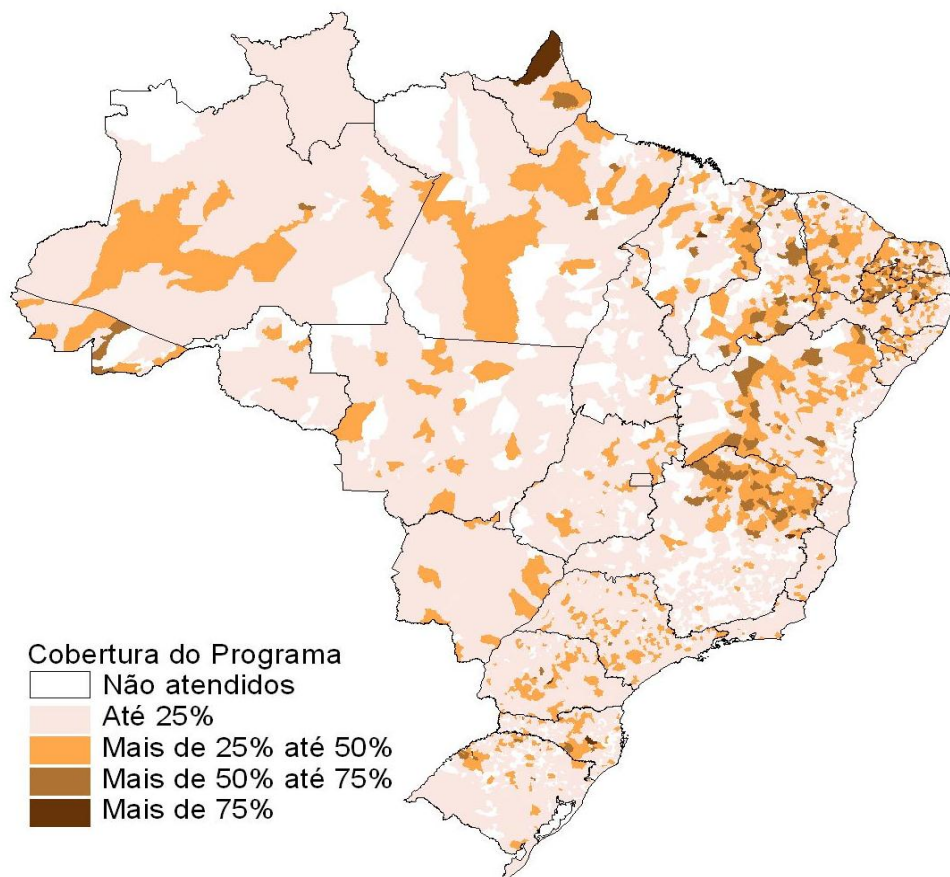 Cobertura do Programa
Não atendidos
Até 25%
Mais de 25% até 50%
Mais de 50% até 75%
Mais de 75%